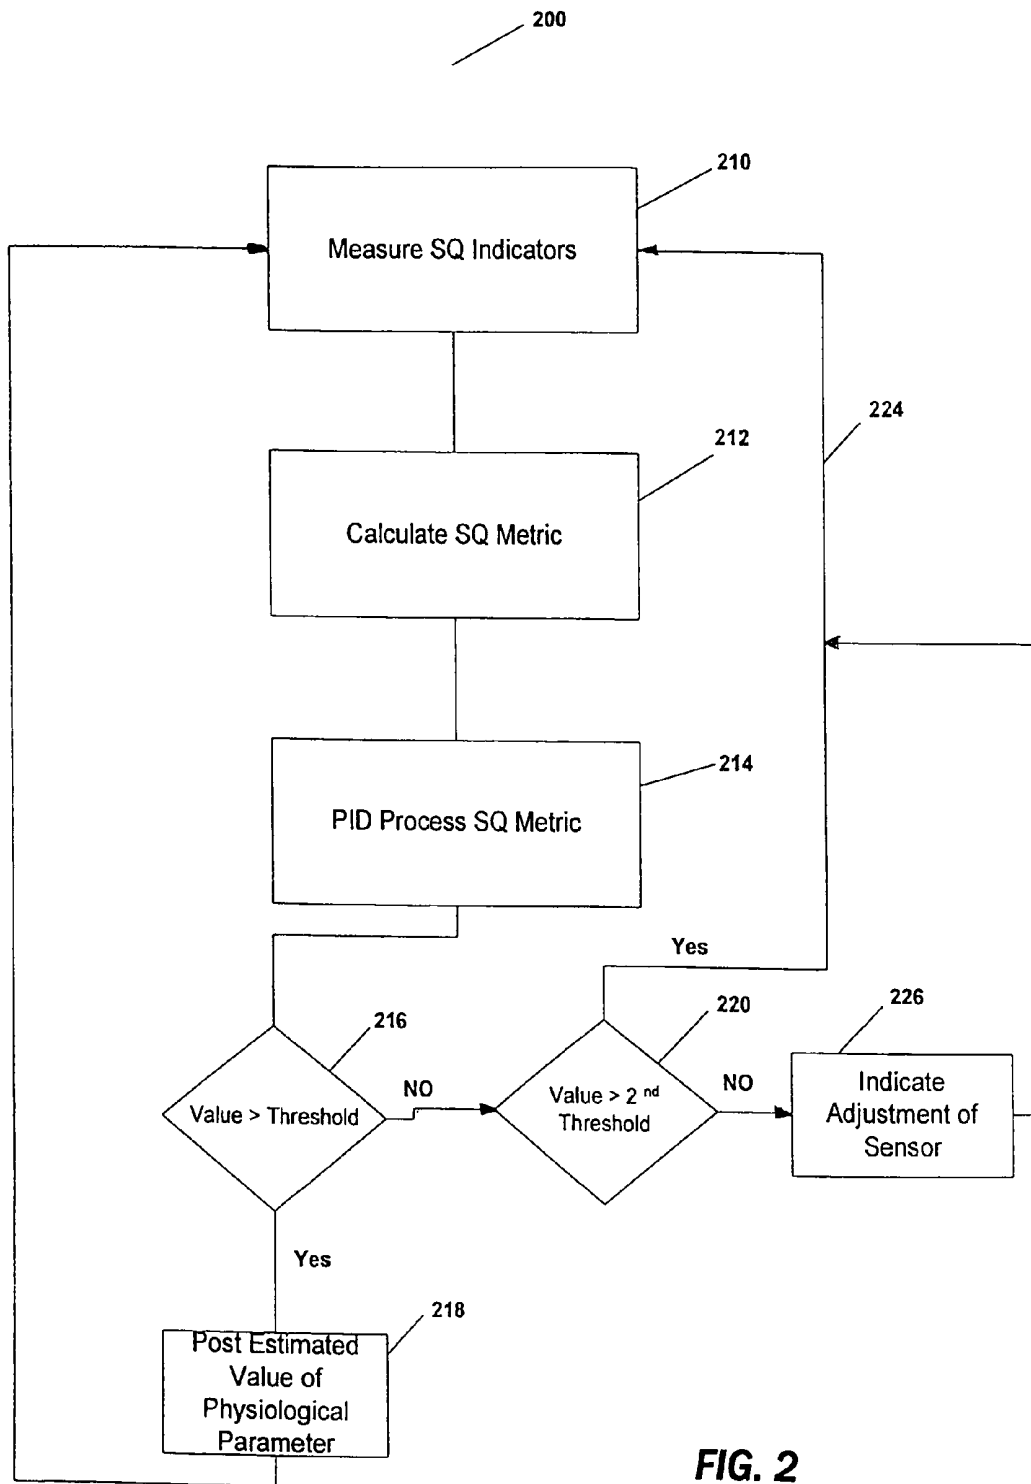 200
210
Measure SQ Indicators
224
212
Calculate SQ Metric
214
PID Process SQ Metric
Yes
216
220
226
NO
NO
Value > Threshold
Value > 2 nd
Threshold
Indicate
Adjustment of
Sensor
Yes
218
Post Estimated
Value of
Physiological
Parameter
FIG. 2